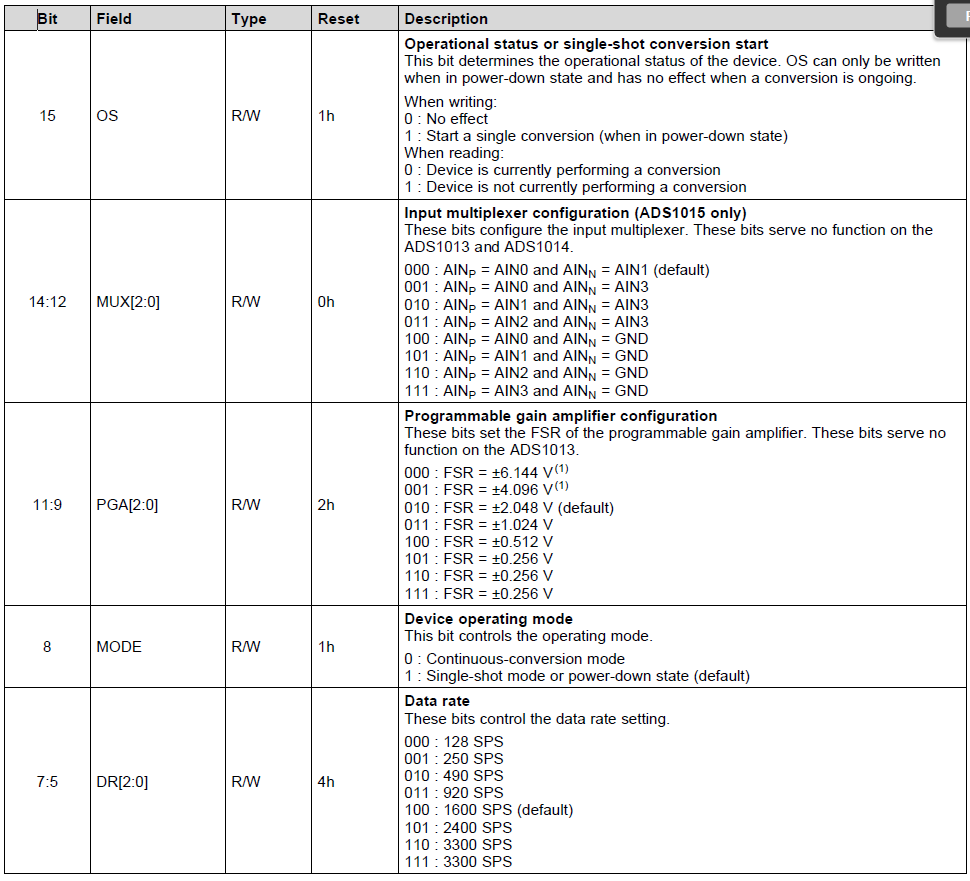 Bit Field Type Reset Description
15 OS R/W 1h
Operational status or single-shot conversion start
This bit determines the operational status of the device. OS can only be written
when in power-down state and has no effect when a conversion is ongoing.
When writing:
0 : No effect
1 : Start a single conversion (when in power-down state)
When reading:
0 : Device is currently performing a conversion
1 : Device is not currently performing a conversion
14:12 MUX[2:0] R/W 0h
Input multiplexer configuration (ADS1015 only)
These bits configure the input multiplexer. These bits serve no function on the
ADS1013 and ADS1014.
000 : AINP = AIN0 and AINN = AIN1 (default)
001 : AINP = AIN0 and AINN = AIN3
010 : AINP = AIN1 and AINN = AIN3
011 : AINP = AIN2 and AINN = AIN3
100 : AINP = AIN0 and AINN = GND
101 : AINP = AIN1 and AINN = GND
110 : AINP = AIN2 and AINN = GND
111 : AINP = AIN3 and AINN = GND
11:9 PGA[2:0] R/W 2h
Programmable gain amplifier configuration
These bits set the FSR of the programmable gain amplifier. These bits serve no
function on the ADS1013.
000 : FSR = ±6.144 V(1)
001 : FSR = ±4.096 V(1)
010 : FSR = ±2.048 V (default)
011 : FSR = ±1.024 V
100 : FSR = ±0.512 V
101 : FSR = ±0.256 V
110 : FSR = ±0.256 V
111 : FSR = ±0.256 V
8 MODE R/W 1h
Device operating mode
This bit controls the operating mode.
0 : Continuous-conversion mode
1 : Single-shot mode or power-down state (default)
7:5 DR[2:0] R/W 4h
Data rate
These bits control the data rate setting.
000 : 128 SPS
001 : 250 SPS
010 : 490 SPS
011 : 920 SPS
100 : 1600 SPS (default)
101 : 2400 SPS
110 : 3300 SPS
111 : 3300 SPS